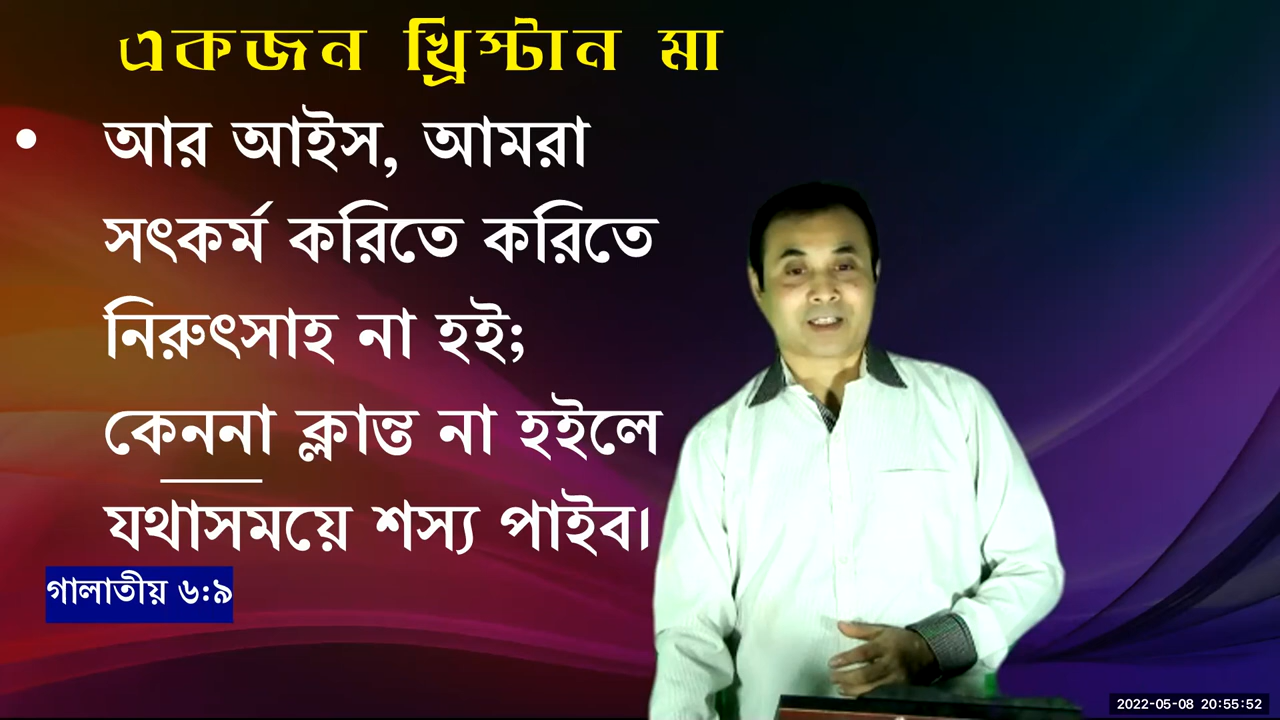 একজন খ্রিস্টান মা
• আর আইস, আমরা
সৎকর্ম করিতে করিতে
নিরুৎসাহ না হই;
কেননা ক্লান্ত না হইলে
যথাসময়ে শস্য পাইব।
গালাতীয় ৬:৯
2022-05-08 20:55:52